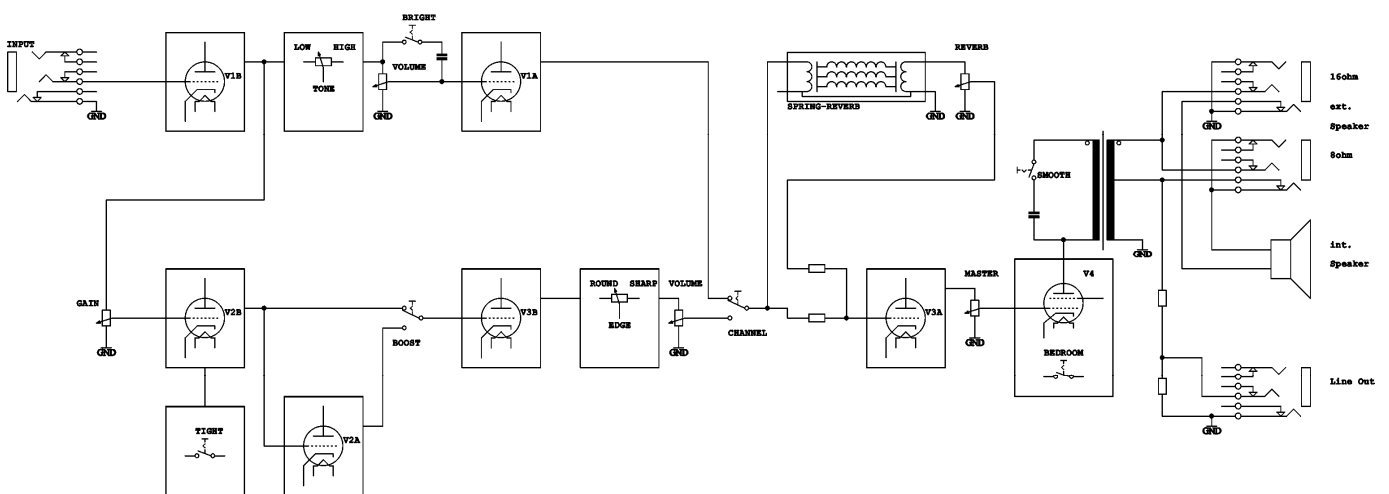 INPUT
GND
V1B
LOW HIGH
TONE
BRIGHT
VOLUME
GND
V1A
SPRING-REVERB
REVERB
GND
GND
SMOOTH
GND
16ohm
ext.
Speaker
GND
8ohm
GND
int.
Speaker
GAIN
GND
V2B
TIGHT
V2A
BOOST
V3B
ROUND SHARP
EDGE
VOLUME
GND
CHANNEL
V3A
MASTER
GND
V4
BEDROOM
Line Out
GND